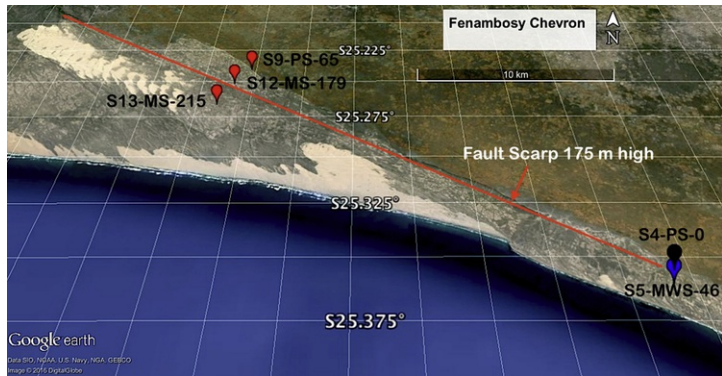 Fenambosy Chevron
N
S25.225°
S9-PS-65
S12-MS-179
10 km
S13-MS-215
S25.275°
Fault Scarp 175 m high
S25.325°
S4-PS-0
S5-MWS-46
S25.375°
Google earth
Data SIO, NOAA, U.S. Navy, NGA, GEBCO
Image © 2015 DigitalGlobe